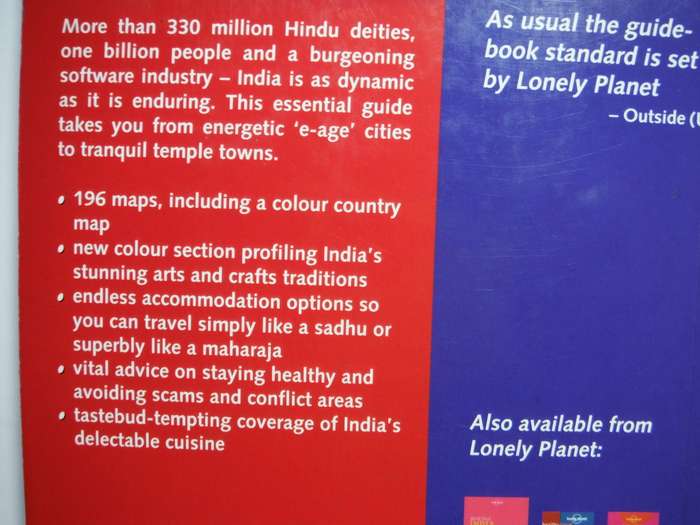 More than 330 million Hindu deities,
one billion people and a burgeoning
software industry – India is as dynamic
as it is enduring. This essential guide
takes you from energetic ‘e-age’ cities
to tranquil temple towns.
• 196 maps, including a colour country
map
• new colour section profiling India’s
stunning arts and crafts traditions
• endless accommodation options so
you can travel simply like a sadhu or
superbly like a maharaja
• vital advice on staying healthy and
avoiding scams and conflict areas
• tastebud-tempting coverage of India’s
delectable cuisine
As usual the guide-
book standard is set
by Lonely Planet
– Outside
Also available from
Lonely Planet: